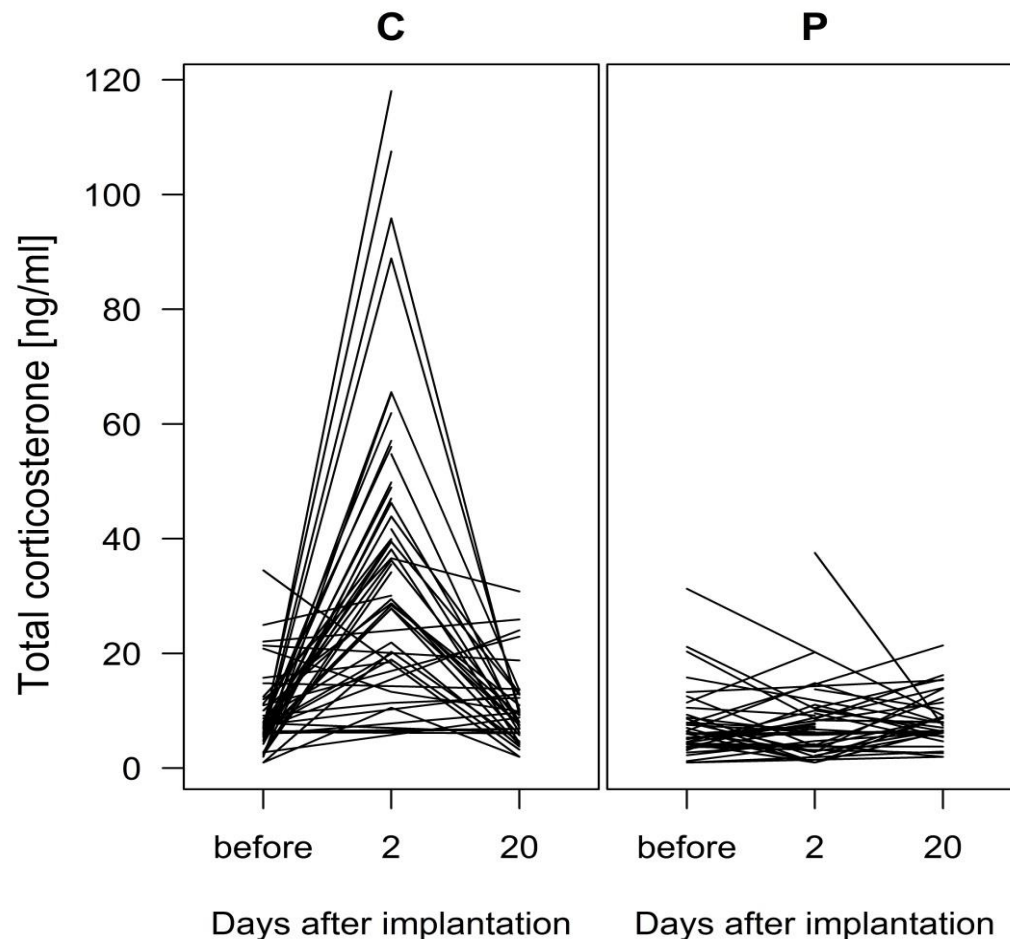 C
P
Total corticosterone [ng/ml]
120
100
80
60
40
20
0
before 2 20
before 2 20
Days after implantation
Days after implantation